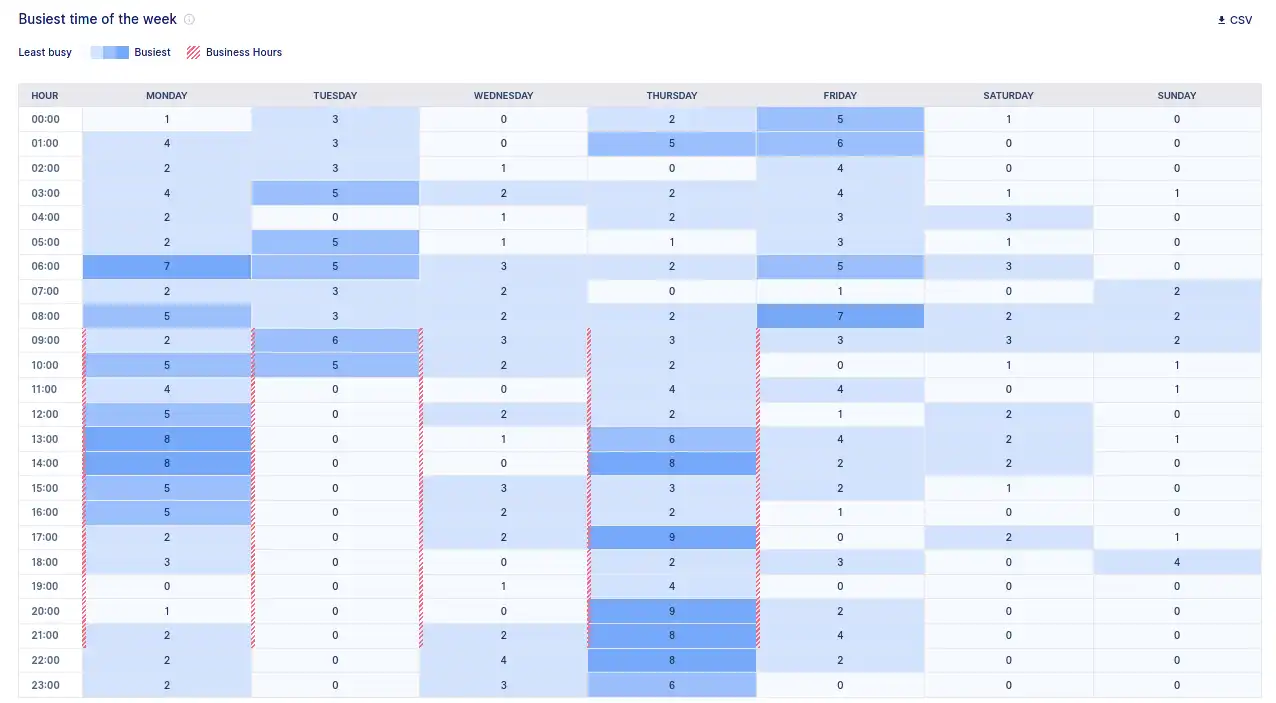 Busiest time of the week
CSV
Least busy Busiest Business Hours
HOUR MONDAY TUESDAY WEDNESDAY THURSDAY FRIDAY SATURDAY SUNDAY
00:00 1 3 0 2 5 1 0
01:00 4 3 0 5 6 0 0
02:00 2 3 1 0 4 0 0
03:00 4 5 2 2 4 1 1
04:00 2 0 1 2 3 3 0
05:00 2 5 1 1 3 1 0
06:00 7 5 3 2 5 3 0
07:00 2 3 2 0 1 0 2
08:00 5 3 2 2 7 2 2
09:00 2 6 3 3 3 3 2
10:00 5 5 2 2 0 1 1
11:00 4 0 0 4 4 0 1
12:00 5 0 2 2 1 2 0
13:00 8 0 1 6 4 2 1
14:00 8 0 0 8 2 2 0
15:00 5 0 3 3 2 1 0
16:00 5 0 2 2 1 0 0
17:00 2 0 2 9 0 2 1
18:00 3 0 0 2 3 0 4
19:00 0 0 1 4 0 0 0
20:00 1 0 0 9 2 0 0
21:00 2 0 2 8 4 0 0
22:00 2 0 4 8 2 0 0
23:00 2 0 3 6 0 0 0